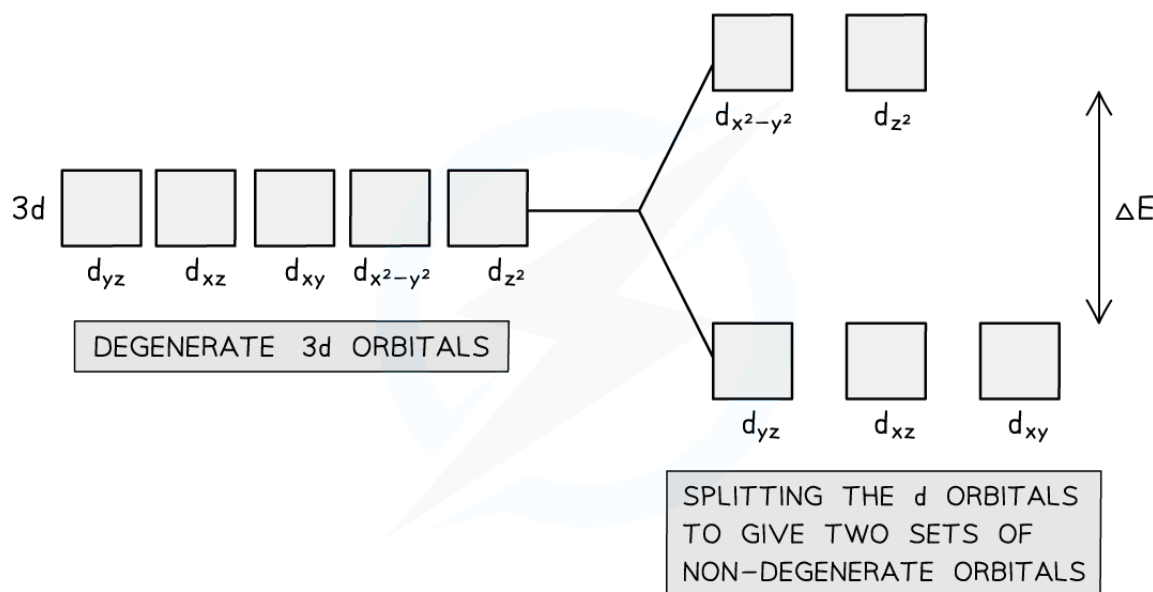 d_x²−y² d_z²
3d
d_yz d_xz d_xy d_x²−y² d_z²
ΔE
DEGENERATE 3d ORBITALS
d_yz d_xz d_xy
SPLITTING THE d ORBITALS
TO GIVE TWO SETS OF
NON-DEGENERATE ORBITALS